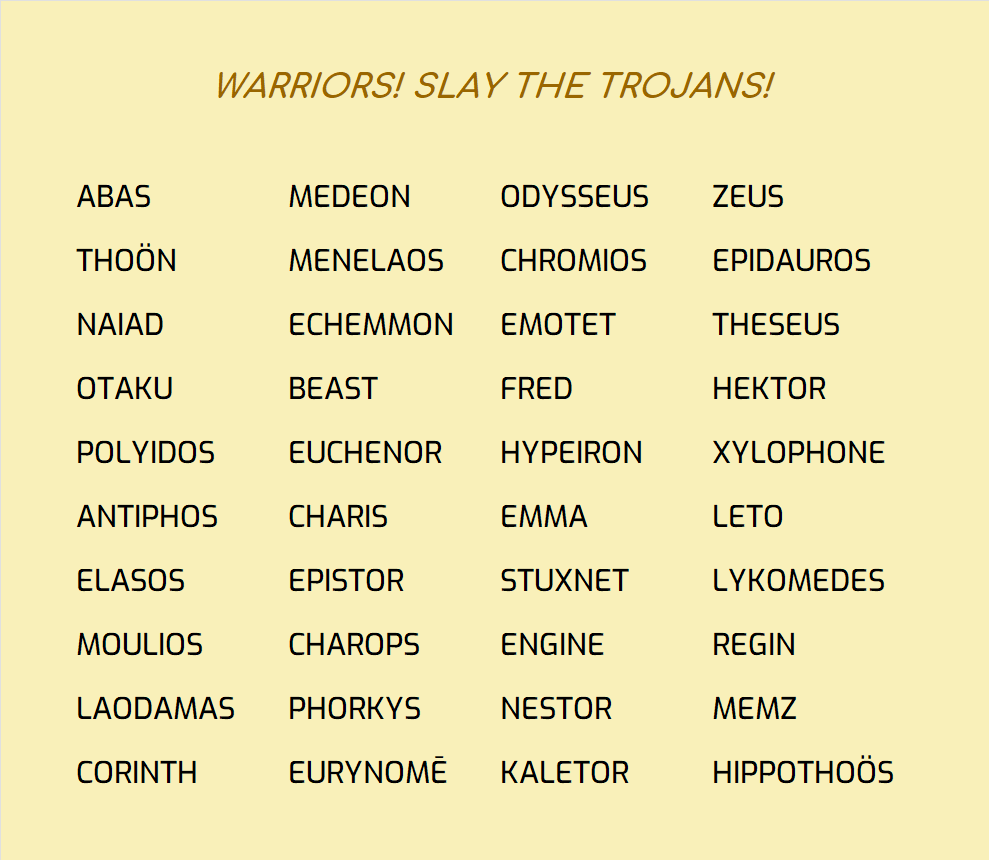 WARRIORS! SLAY THE TROJANS!
ABAS MEDEON ODYSSEUS ZEUS
THOÖN MENELAOS CHROMIOS EPIDAUROS
NAIAD ECHEMMON EMOTET THESEUS
OTAKU BEAST FRED HEKTOR
POLYIDOS EUCHENOR HYPEIRON XYLOPHONE
ANTIPHOS CHARIS EMMA LETO
ELASOS EPISTOR STUXNET LYKOMEDES
MOULIOS CHAROPS ENGINE REGIN
LAODAMAS PHORKYS NESTOR MEMZ
CORINTH EURYNOMĒ KALETOR HIPPOTHOÖS